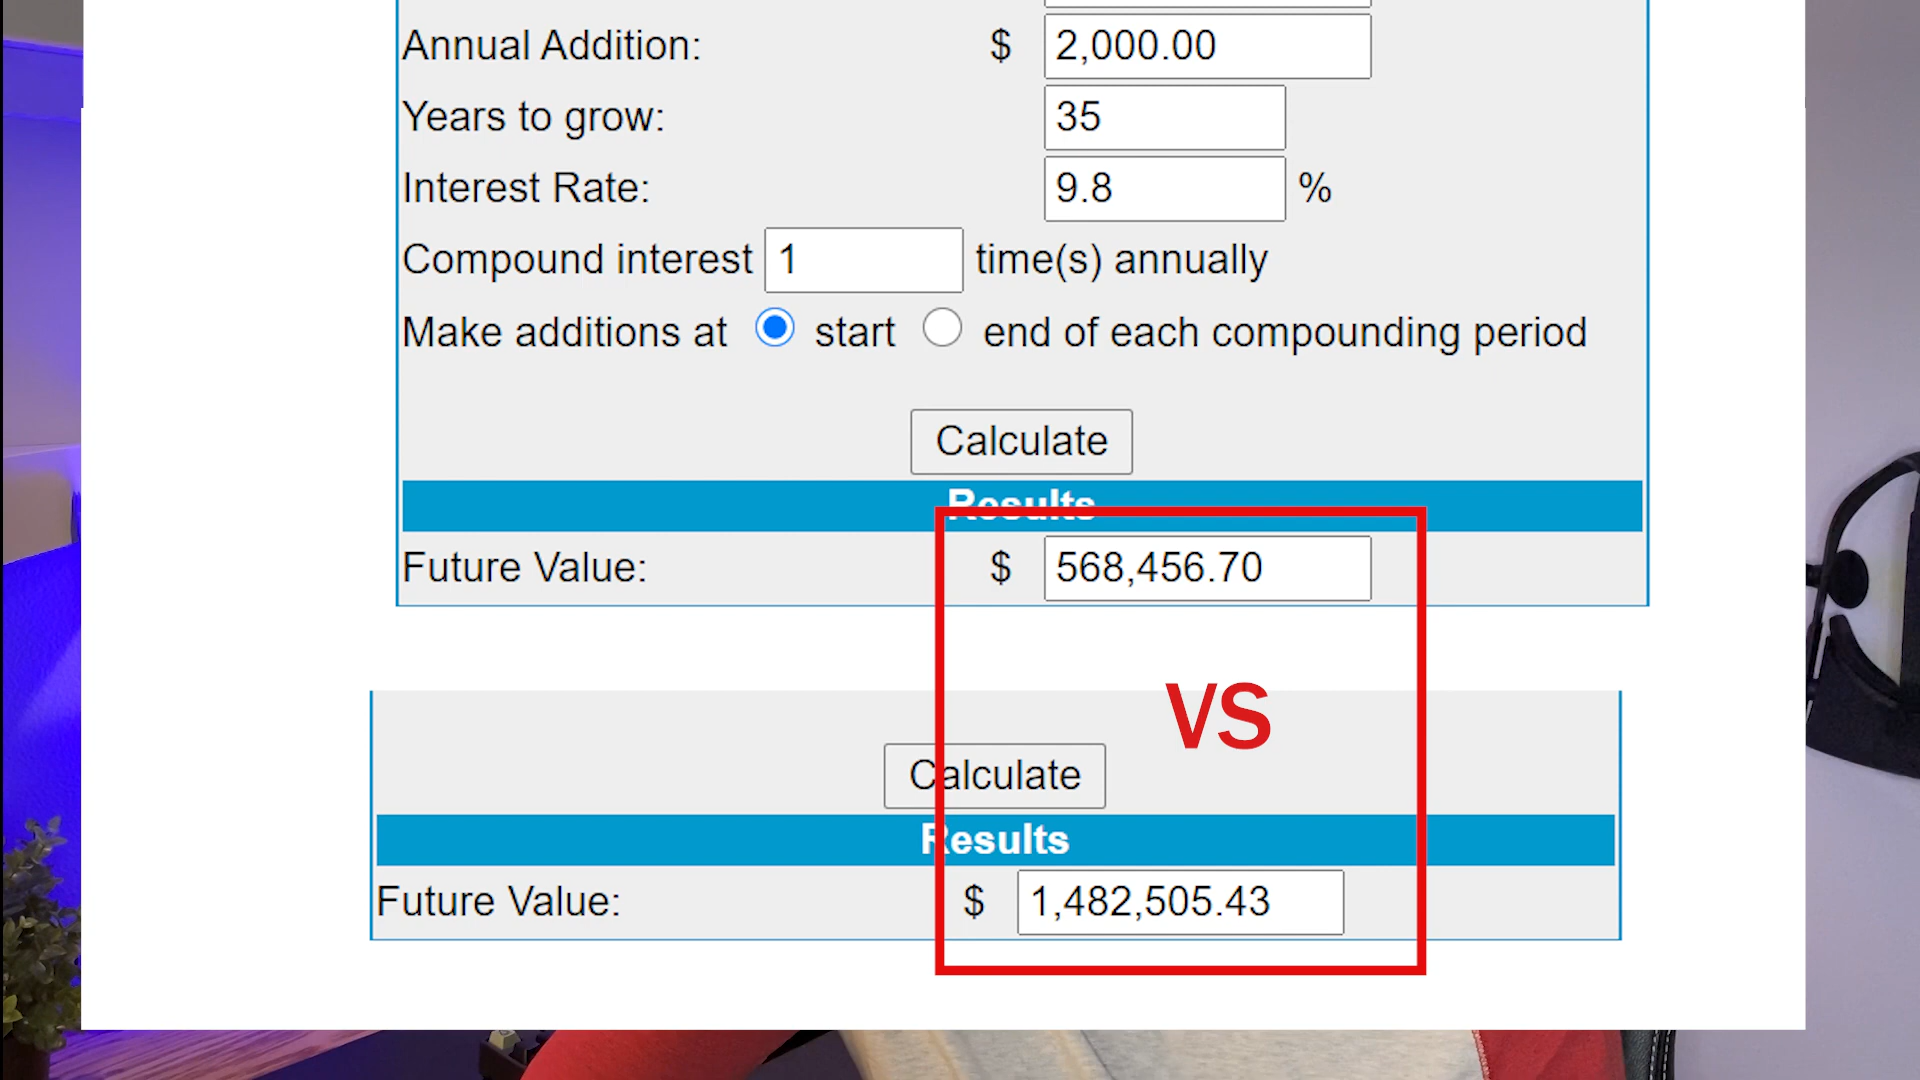 Annual Addition: $ 2,000.00
Years to grow: 35
Interest Rate: 9.8 %
Compound interest 1 time(s) annually
Make additions at start end of each compounding period
Calculate
Results
Future Value: $ 568,456.70
VS
Calculate
Results
Future Value: $ 1,482,505.43